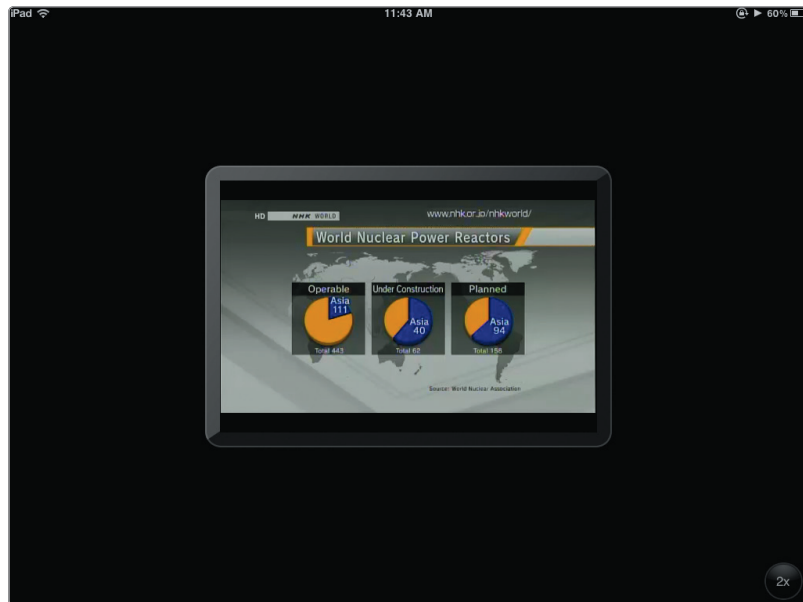 iPad 11:43 AM 60%
HD NHK WORLD www.nhk.or.jp/nhkworld/
World Nuclear Power Reactors
Operable Under Construction Planned
Asia 111 Asia 40 Asia 94
Total 443 Total 62 Total 156
Source: World Nuclear Association
2x